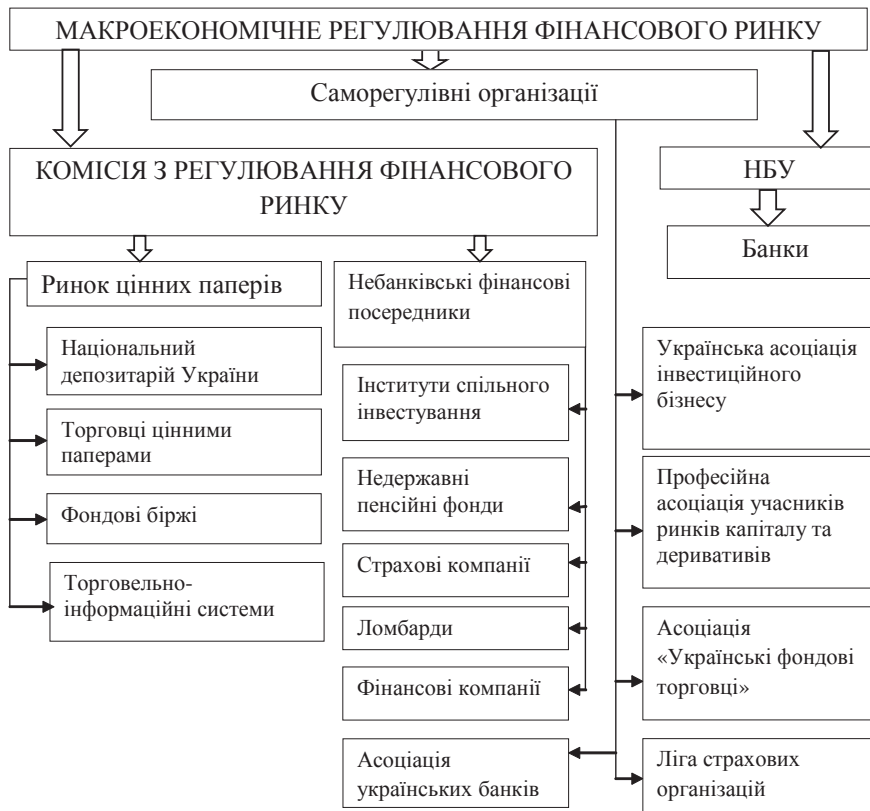 МАКРОЕКОНОМІЧНЕ РЕГУЛЮВАННЯ ФІНАНСОВОГО РИНКУ
Саморегулівні організації
КОМІСІЯ З РЕГУЛЮВАННЯ ФІНАНСОВОГО
РИНКУ
НБУ
Банки
Ринок цінних паперів
Національний
депозитарій України
Торговці цінними
паперами
Фондові біржі
Торговельно-
інформаційні системи
Небанківські фінансові
посередники
Інститути спільного
інвестування
Недержавні
пенсійні фонди
Страхові компанії
Ломбарди
Фінансові компанії
Асоціація
українських банків
Українська асоціація
інвестиційного
бізнесу
Професійна
асоціація учасників
ринків капіталу та
деривативів
Асоціація
«Українські фондові
торговці»
Ліга страхових
організацій